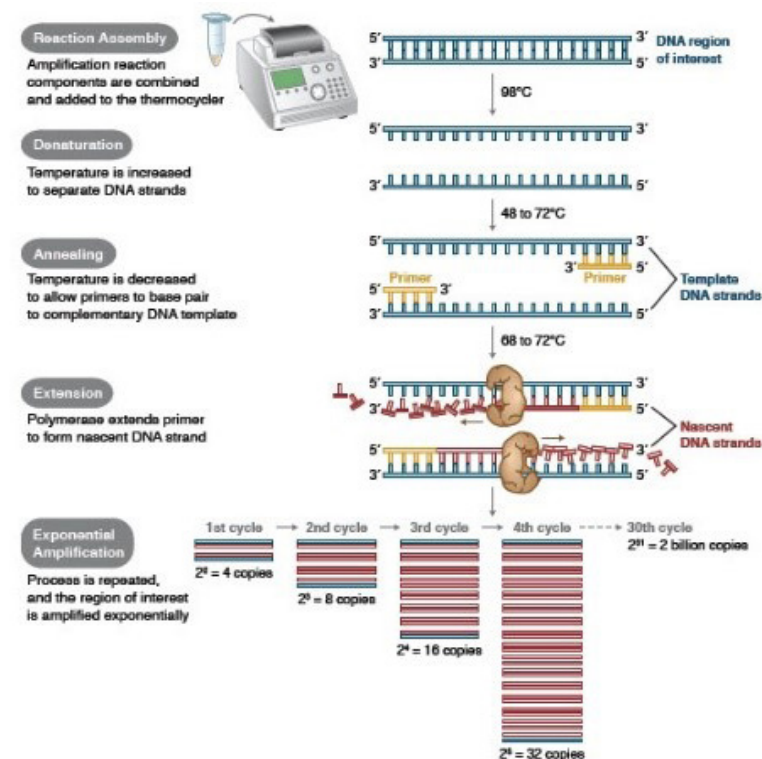 Reaction Assembly
Amplification reaction
components are combined
and added to the thermocycler
5′ 3′
3′ 5′
DNA region
of interest
98°C
Denaturation
Temperature is increased
to separate DNA strands
5′ 3′
3′ 5′
48 to 72°C
Annealing
Temperature is decreased
to allow primers to base pair
to complementary DNA template
5′ 3′
3′ 5′
Primer Primer
5′ 3′
3′ 5′
Template
DNA strands
68 to 72°C
Extension
Polymerase extends primer
to form nascent DNA strand
5′ 3′
3′ 5′
5′ 3′
3′ 5′
Nascent
DNA strands
Exponential
Amplification
Process is repeated,
and the region of interest
is amplified exponentially
1st cycle 2nd cycle 3rd cycle 4th cycle 30th cycle
2² = 4 copies
2³ = 8 copies
2⁴ = 16 copies
2⁵ = 32 copies
2³¹ = 2 billion copies